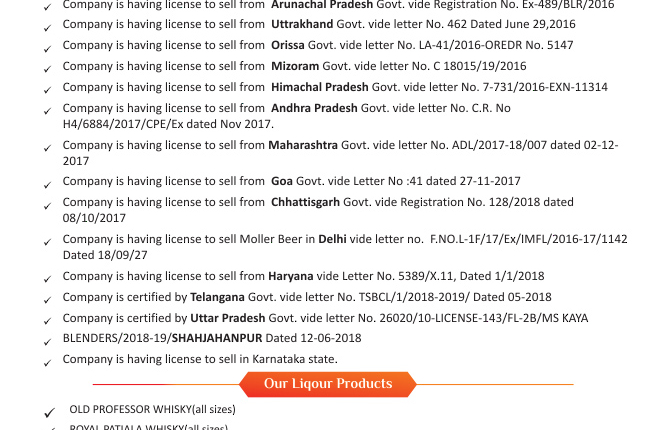 Company is having license to sell from Arunachal Pradesh Govt. vide Registration No. Ex-489/BLR/2016
Company is having license to sell from Uttrakhand Govt. vide letter No. 462 Dated June 29,2016
Company is having license to sell from Orissa Govt. vide letter No. LA-41/2016-OREDR No. 5147
Company is having license to sell from Mizoram Govt. vide letter No. C 18015/19/2016
Company is having license to sell from Himachal Pradesh Govt. vide letter No. 7-731/2016-EXN-11314
Company is having license to sell from Andhra Pradesh Govt. vide letter No. C.R. No
H4/6884/2017/CPE/Ex dated Nov 2017.
Company is having license to sell from Maharashtra Govt. vide letter No. ADL/2017-18/007 dated 02-12-
2017
Company is having license to sell from Goa Govt. vide Letter No :41 dated 27-11-2017
Company is having license to sell from Chhattisgarh Govt. vide Registration No. 128/2018 dated
08/10/2017
Company is having license to sell Moller Beer in Delhi vide letter no. F.NO.L-1F/17/Ex/IMFL/2016-17/1142
Dated 18/09/27
Company is having license to sell from Haryana vide Letter No. 5389/X.11, Dated 1/1/2018
Company is certified by Telangana Govt. vide letter No. TSBCL/1/2018-2019/ Dated 05-2018
Company is certified by Uttar Pradesh Govt. vide letter No. 26020/10-LICENSE-143/FL-2B/MS KAYA
BLENDERS/2018-19/SHAHJAHANPUR Dated 12-06-2018
Company is having license to sell in Karnataka state.
Our Liqour Products
OLD PROFESSOR WHISKY(all sizes)
ROYAL PATIALA WHISKY(all sizes)